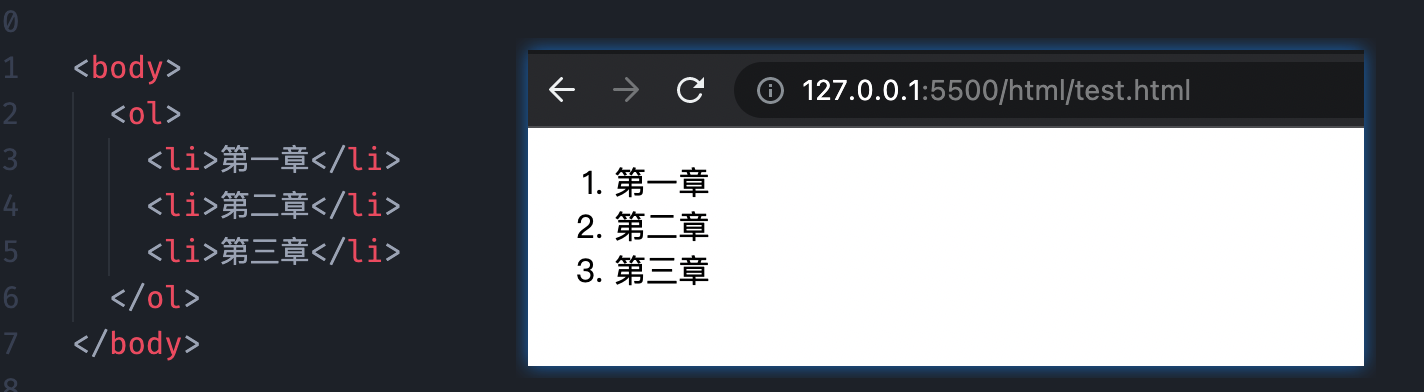 0
1 <body>
2 <ol>
3 <li>第一章</li>
4 <li>第二章</li>
5 <li>第三章</li>
6 </ol>
7 </body>
8
127.0.0.1:5500/html/test.html
1. 第一章
2. 第二章
3. 第三章